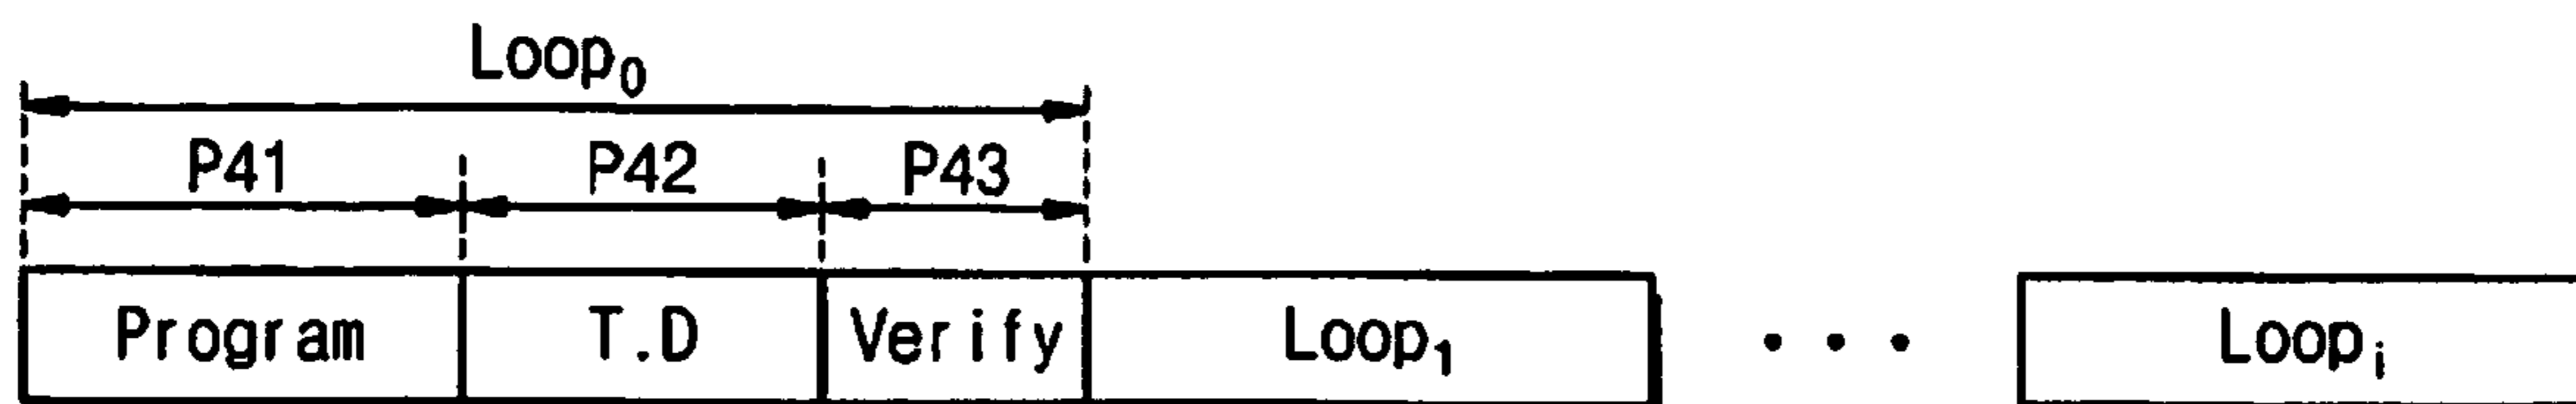 Loop₀
P41 P42 P43
Program T.D Verify Loop₁ • • • Loopᵢ